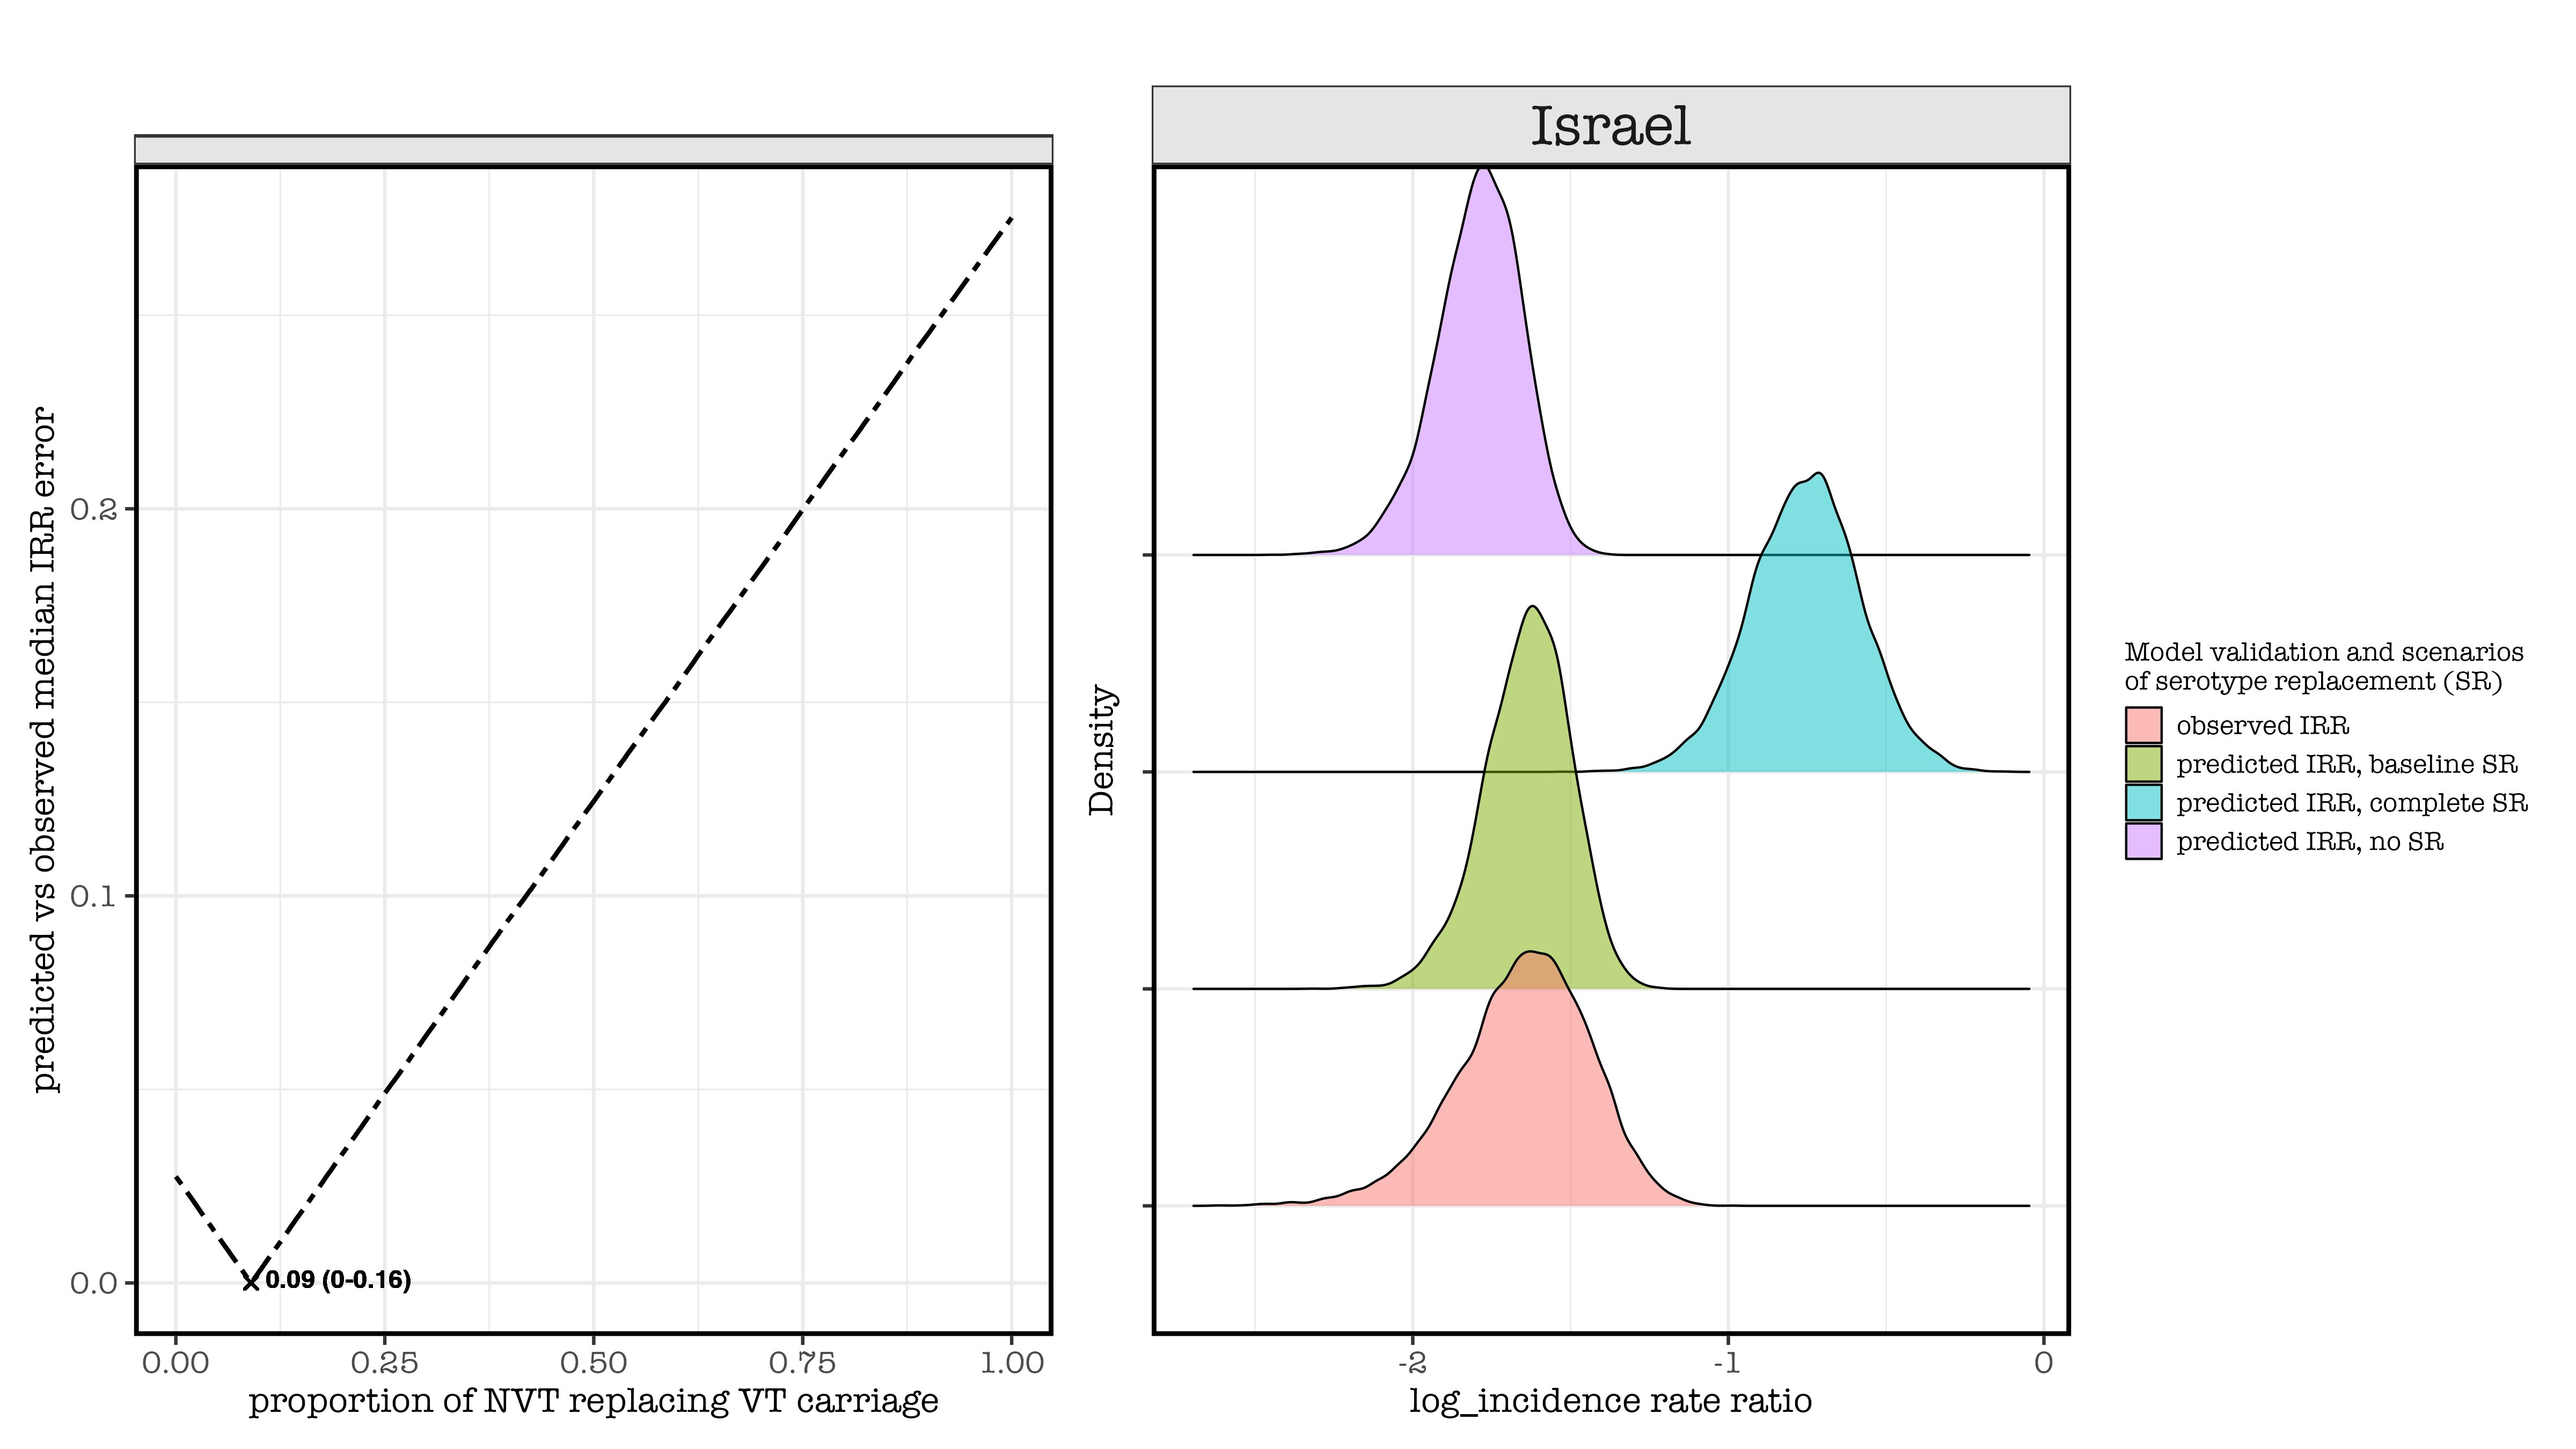 predicted vs observed median IRR error
0.2
0.1
0.0
0.09 (0-0.16)
0.00 0.25 0.50 0.75 1.00
proportion of NVT replacing VT carriage
Israel
Density
-2 -1 0
log_incidence rate ratio
Model validation and scenarios
of serotype replacement (SR)
observed IRR
predicted IRR, baseline SR
predicted IRR, complete SR
predicted IRR, no SR